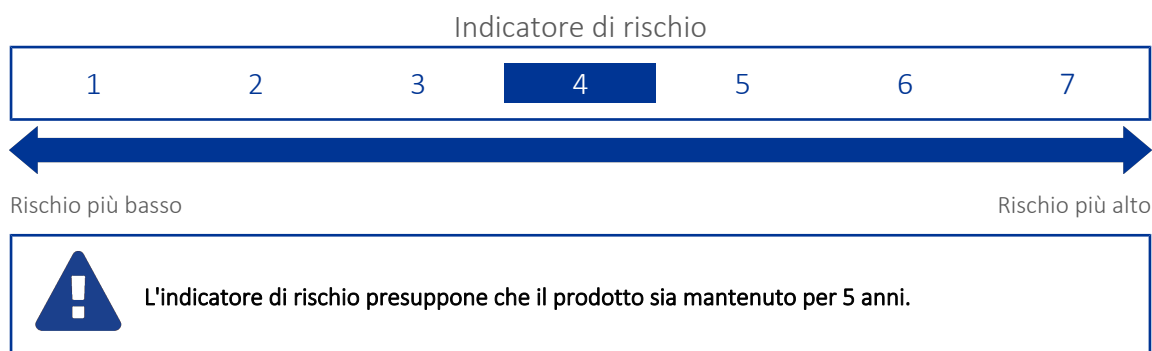 Indicatore di rischio
1 2 3 4 5 6 7
Rischio più basso Rischio più alto
L'indicatore di rischio presuppone che il prodotto sia mantenuto per 5 anni.